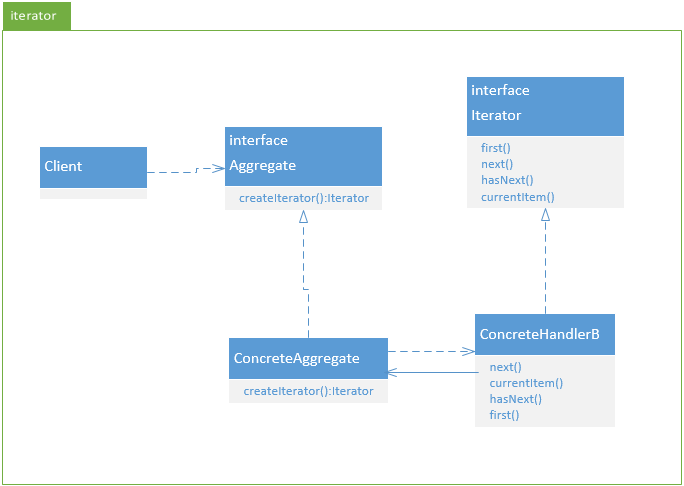 iterator
Client
interface
Aggregate
createIterator():Iterator
interface
Iterator
first()
next()
hasNext()
currentItem()
ConcreteAggregate
createIterator():Iterator
ConcreteHandlerB
next()
currentItem()
hasNext()
first()